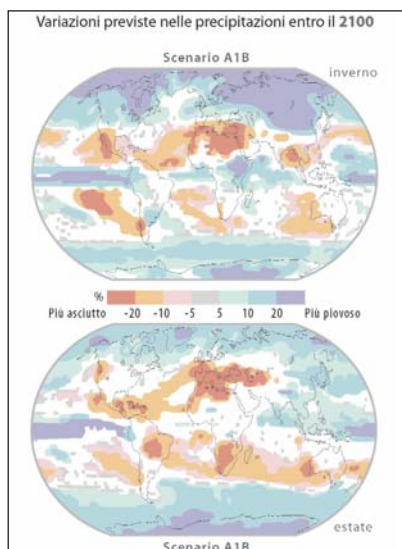 Variazioni previste nelle precipitazioni entro il 2100
Scenario A1B
inverno
%
Più asciutto -20 -10 -5 5 10 20 Più piovoso
estate
Scenario A1B